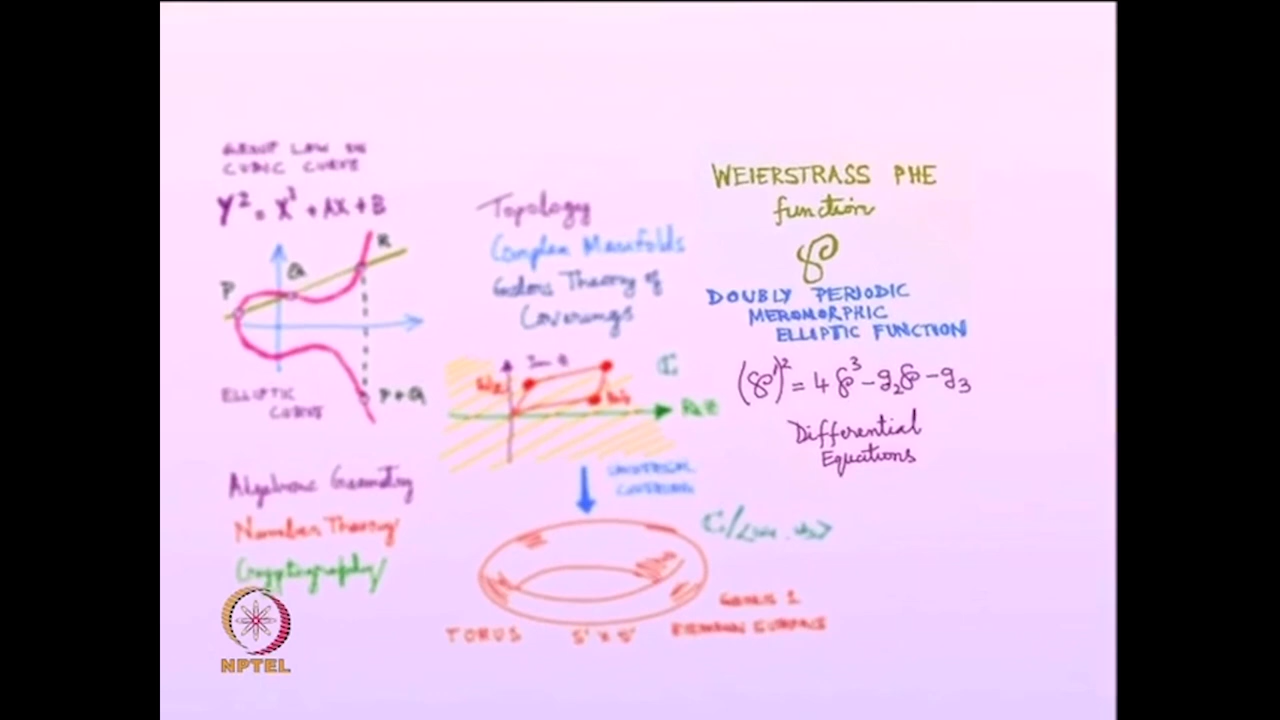 GROUP LAW ON
CUBIC CURVE
Y² = X³ + AX + B
R
Q
P
P+Q
ELLIPTIC
CURVE
Algebraic Geometry
Number Theory
Cryptography
Topology
Complex Manifolds
Galois Theory of
Coverings
ℂ
Re z
UNIVERSAL
COVERING
TORUS S¹ × S¹
GENUS 1
RIEMANN SURFACE
WEIERSTRASS PHE
function
℘
DOUBLY PERIODIC
MEROMORPHIC
ELLIPTIC FUNCTION
(℘')² = 4℘³ - g₂℘ - g₃
Differential
Equations
NPTEL